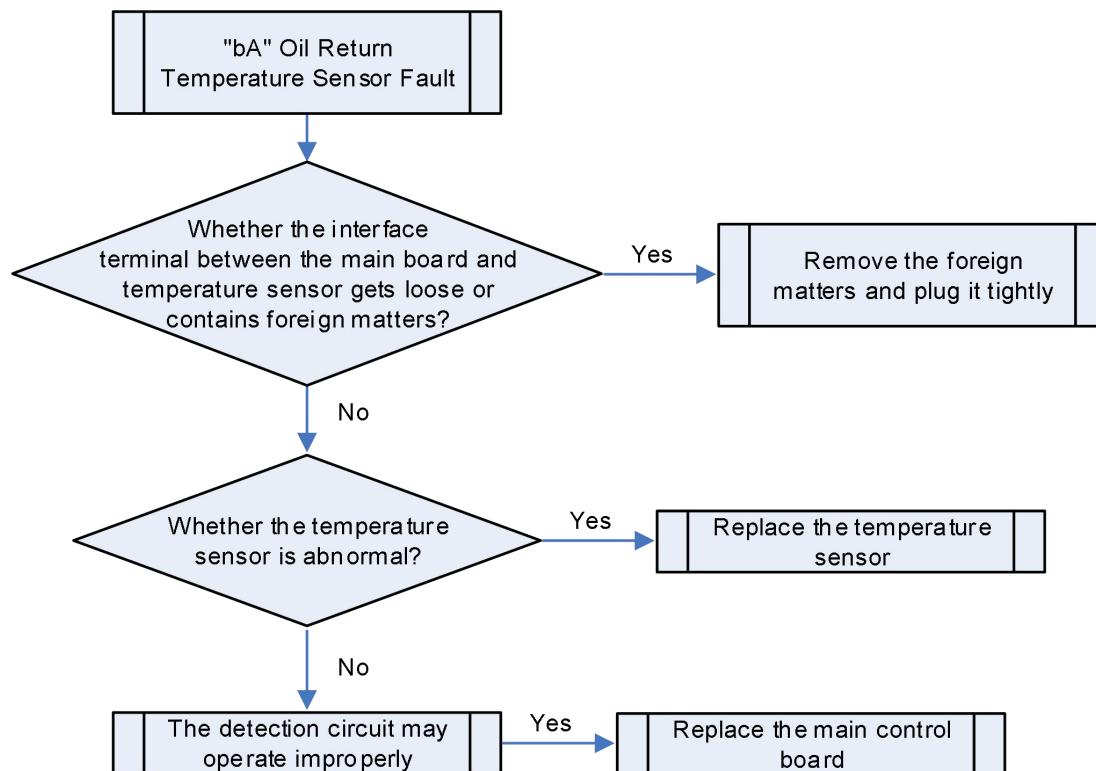 "bA" Oil Return
Temperature Sensor Fault
Whether the interface
terminal between the main board and
temperature sensor gets loose or
contains foreign matters?
Yes
Remove the foreign
matters and plug it tightly
No
Whether the temperature
sensor is abnormal?
Yes
Replace the temperature
sensor
No
The detection circuit may
operate improperly
Yes
Replace the main control
board